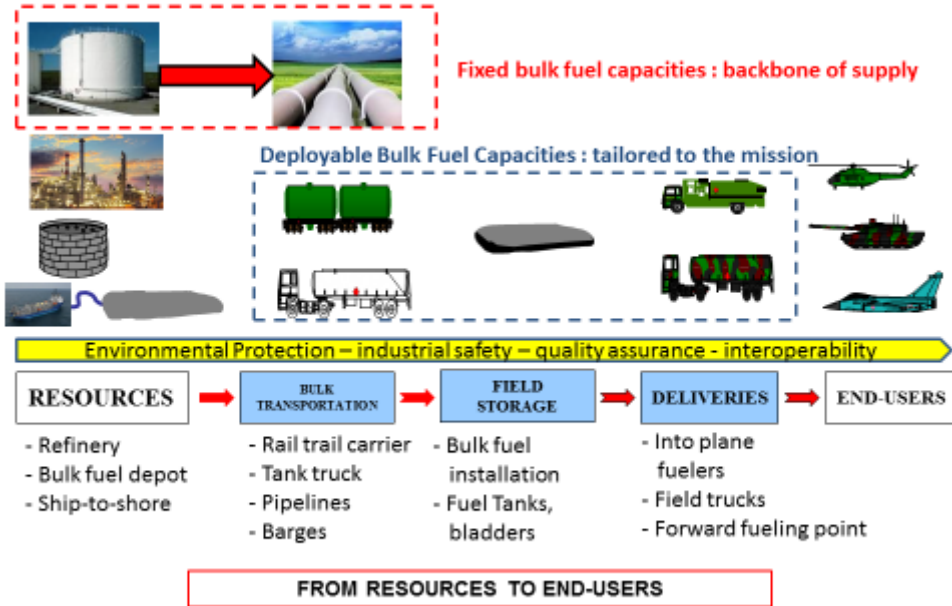 Fixed bulk fuel capacities : backbone of supply
Deployable Bulk Fuel Capacities : tailored to the mission
Environmental Protection – industrial safety – quality assurance - interoperability
RESOURCES
- Refinery
- Bulk fuel depot
- Ship-to-shore
BULK
TRANSPORTATION
- Rail trail carrier
- Tank truck
- Pipelines
- Barges
FIELD
STORAGE
- Bulk fuel
installation
- Fuel Tanks,
bladders
DELIVERIES
- Into plane
fuelers
- Field trucks
- Forward fueling point
END-USERS
FROM RESOURCES TO END-USERS